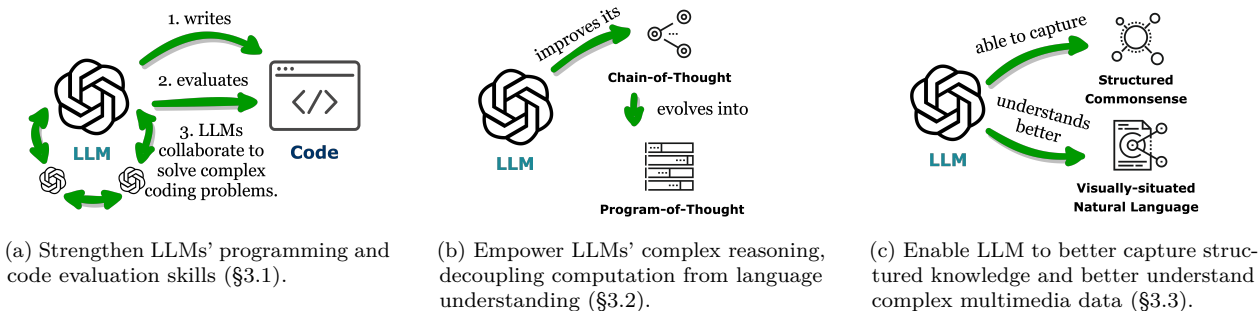 1. writes
2. evaluates
3. LLMs
collaborate to
solve complex
coding problems.
LLM
</>
Code
(a) Strengthen LLMs' programming and
code evaluation skills (§3.1).
improves its
Chain-of-Thought
evolves into
LLM
Program-of-Thought
(b) Empower LLMs' complex reasoning,
decoupling computation from language
understanding (§3.2).
able to capture
Structured
Commonsense
understands
better
LLM
Visually-situated
Natural Language
(c) Enable LLM to better capture struc-
tured knowledge and better understand
complex multimedia data (§3.3).